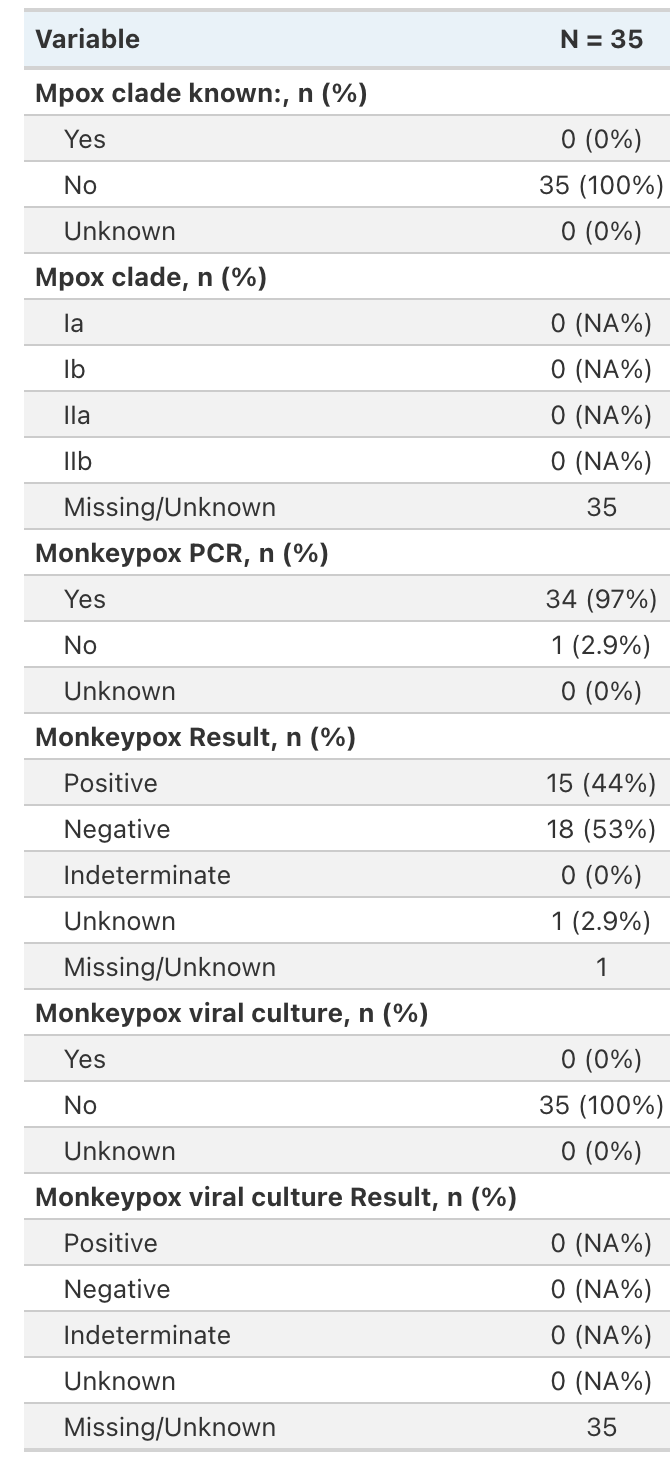 Variable N = 35
Mpox clade known:, n (%)
Yes 0 (0%)
No 35 (100%)
Unknown 0 (0%)
Mpox clade, n (%)
Ia 0 (NA%)
Ib 0 (NA%)
IIa 0 (NA%)
IIb 0 (NA%)
Missing/Unknown 35
Monkeypox PCR, n (%)
Yes 34 (97%)
No 1 (2.9%)
Unknown 0 (0%)
Monkeypox Result, n (%)
Positive 15 (44%)
Negative 18 (53%)
Indeterminate 0 (0%)
Unknown 1 (2.9%)
Missing/Unknown 1
Monkeypox viral culture, n (%)
Yes 0 (0%)
No 35 (100%)
Unknown 0 (0%)
Monkeypox viral culture Result, n (%)
Positive 0 (NA%)
Negative 0 (NA%)
Indeterminate 0 (NA%)
Unknown 0 (NA%)
Missing/Unknown 35